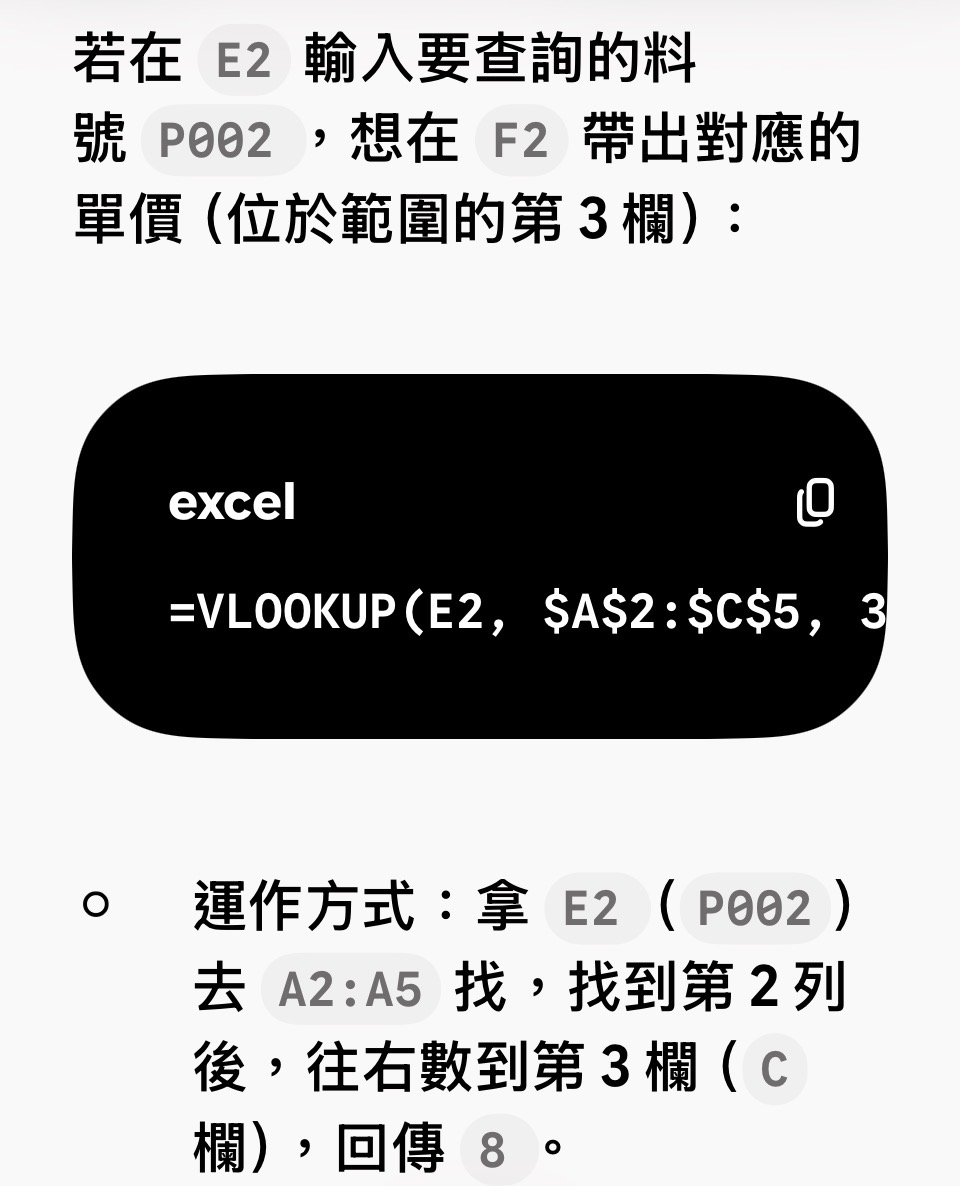 若在 E2 輸入要查詢的料
號 P002 ，想在 F2 帶出對應的
單價（位於範圍的第 3 欄）：
excel
=VLOOKUP(E2, $A$2:$C$5, 3
運作方式：拿 E2 (P002)
去 A2:A5 找，找到第 2 列
後，往右數到第 3 欄 (C
欄)，回傳 8 。